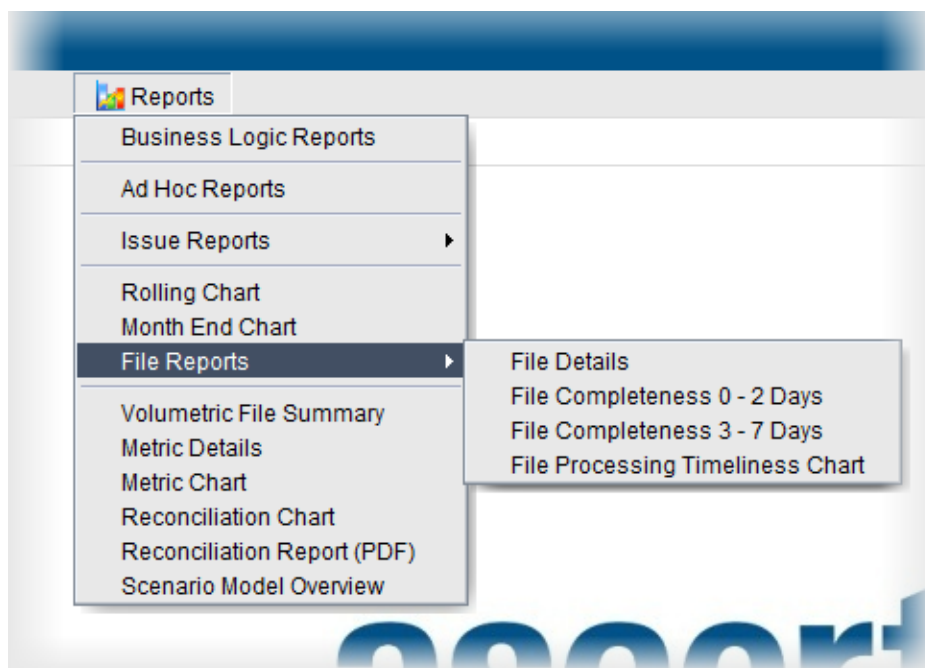 Reports
Business Logic Reports
Ad Hoc Reports
Issue Reports
Rolling Chart
Month End Chart
File Reports
File Details
File Completeness 0 - 2 Days
File Completeness 3 - 7 Days
File Processing Timeliness Chart
Volumetric File Summary
Metric Details
Metric Chart
Reconciliation Chart
Reconciliation Report (PDF)
Scenario Model Overview